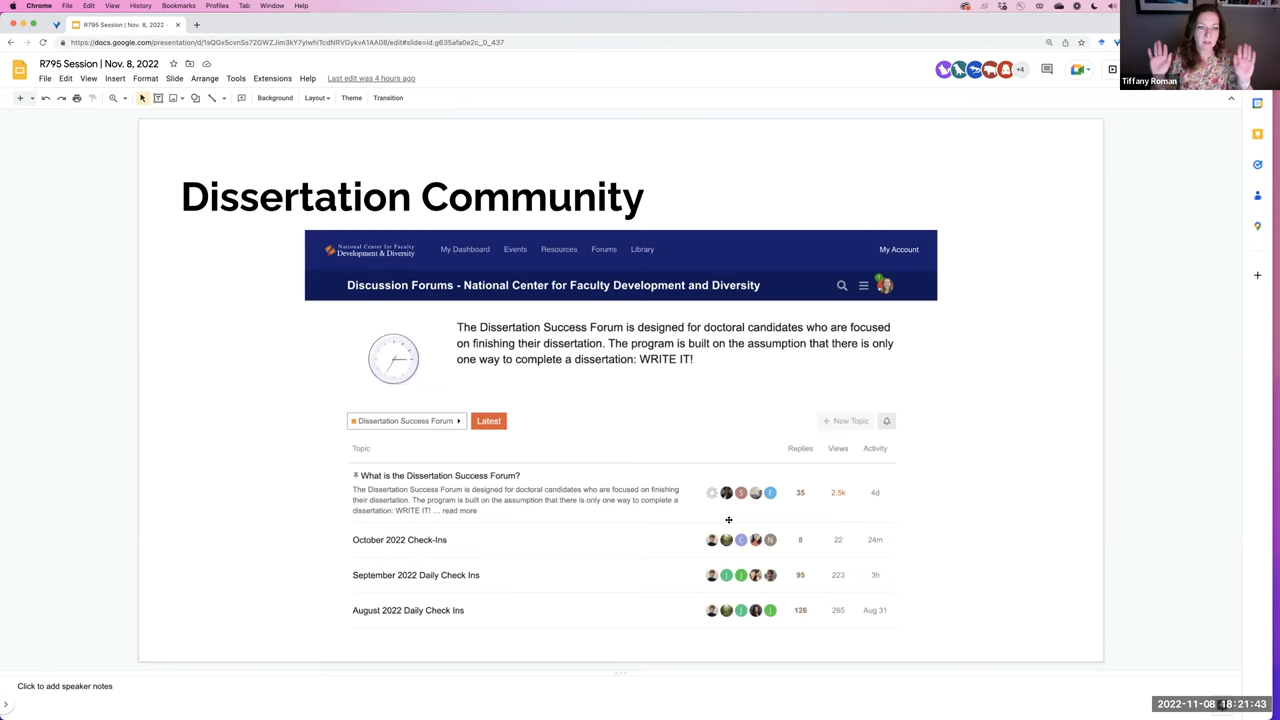 Chrome File Edit View History Bookmarks Profiles Tab Window Help
R795 Session | Nov. 8, 2022 -
R795 Session | Nov. 8, 2022
File Edit View Insert Format Slide Arrange Tools Extensions Help Last edit was 4 hours ago
+4
Background Layout Theme Transition
Tiffany Roman
Dissertation Community
National Center for Faculty
Development & Diversity
My Dashboard Events Resources Forums Library My Account
Discussion Forums - National Center for Faculty Development and Diversity
1
The Dissertation Success Forum is designed for doctoral candidates who are focused
on finishing their dissertation. The program is built on the assumption that there is only
one way to complete a dissertation: WRITE IT!
Dissertation Success Forum Latest + New Topic
Topic Replies Views Activity
What is the Dissertation Success Forum?
The Dissertation Success Forum is designed for doctoral candidates who are focused on finishing
their dissertation. The program is built on the assumption that there is only one way to complete a
dissertation: WRITE IT! … read more
35 2.5k 4d
October 2022 Check-Ins 8 22 24m
September 2022 Daily Check Ins 95 223 3h
August 2022 Daily Check Ins 126 265 Aug 31
Click to add speaker notes
2022-11-08 18:21:43